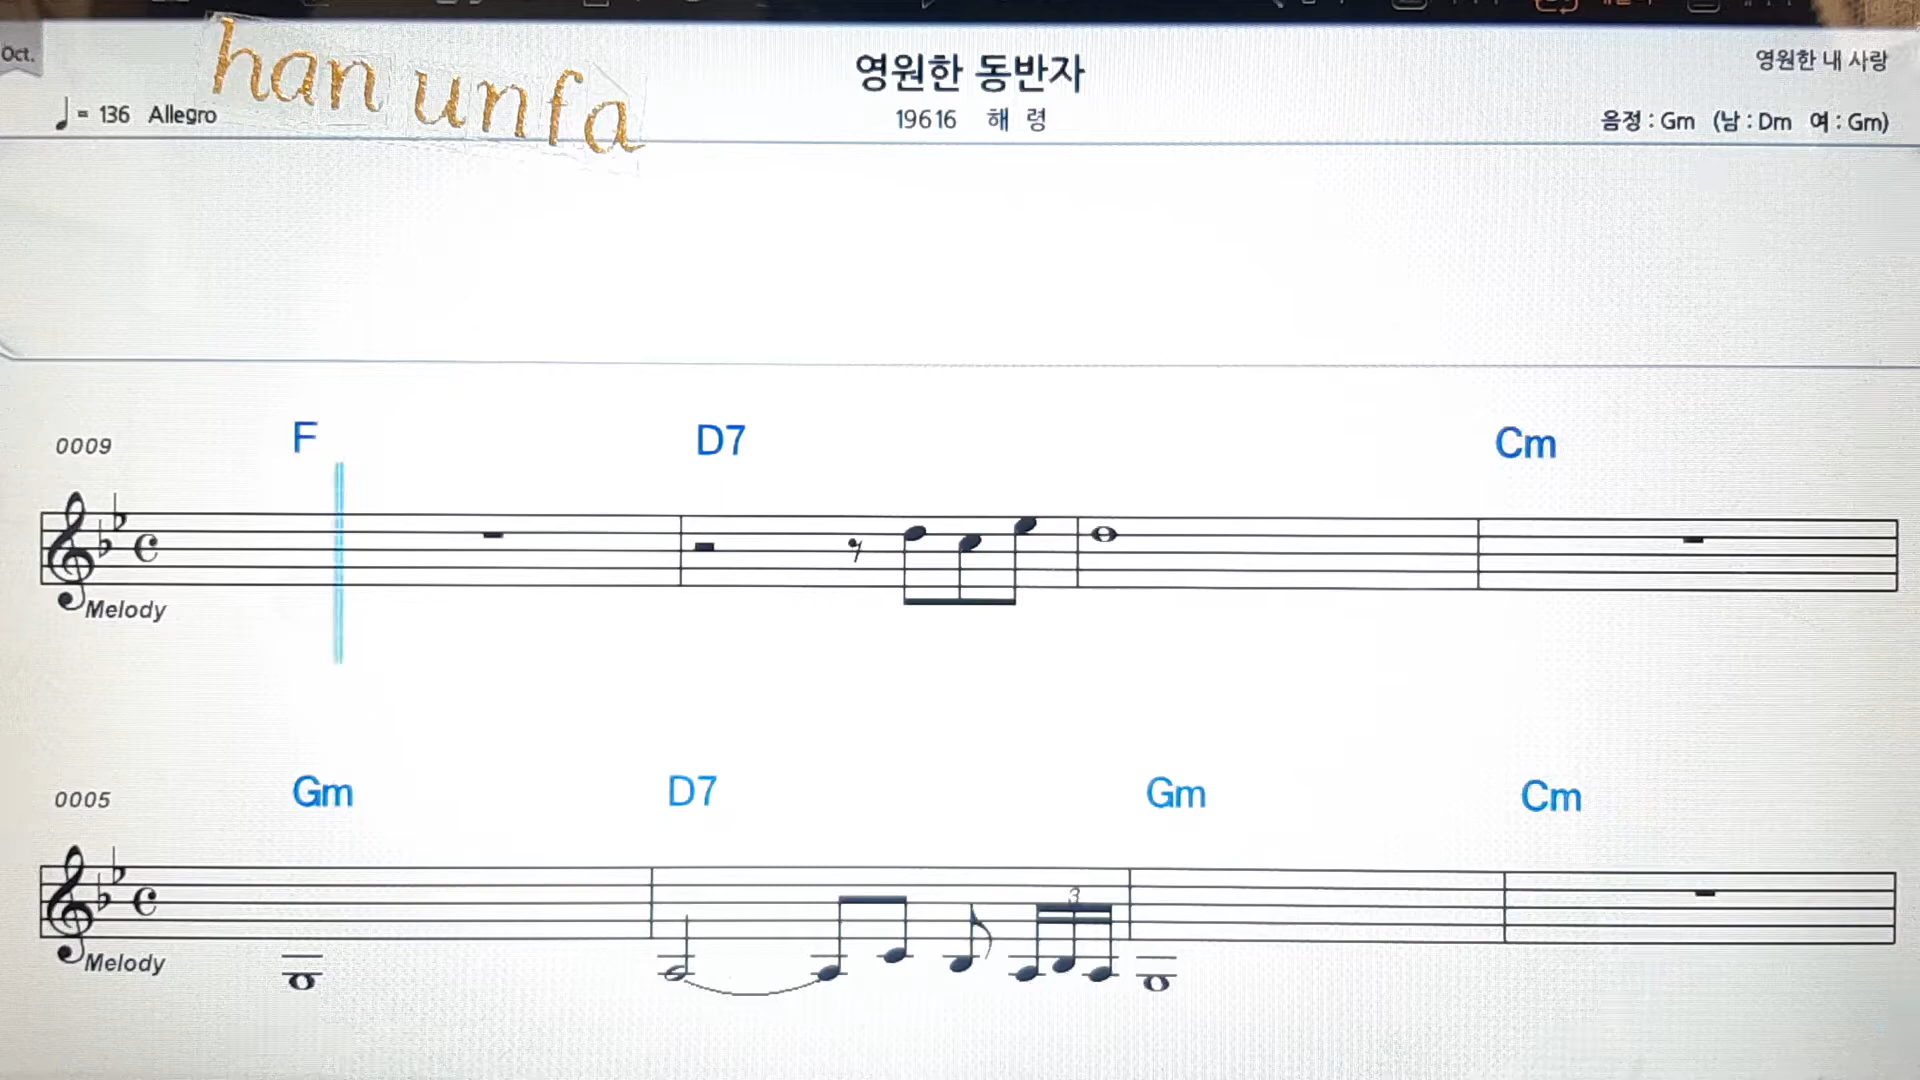 Oct.
han unfa
영원한 동반자
영원한 내 사랑
♩= 136 Allegro
19616 해 령
음정 : Gm (남 : Dm 여 : Gm)
F D7 Cm
0009
Melody
Gm D7 Gm Cm
0005
3
Melody